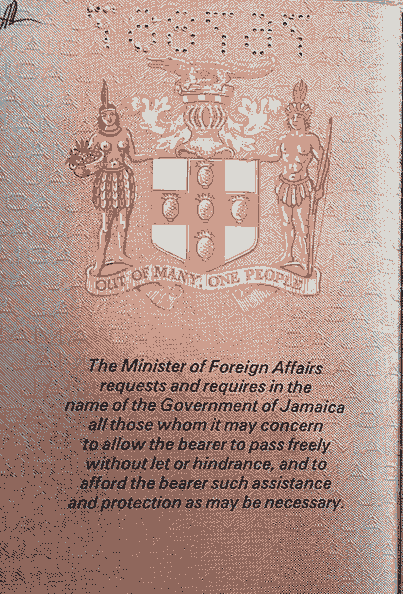 OUT OF MANY, ONE PEOPLE
The Minister of Foreign Affairs
requests and requires in the
name of the Government of Jamaica
all those whom it may concern
to allow the bearer to pass freely
without let or hindrance, and to
afford the bearer such assistance
and protection as may be necessary.